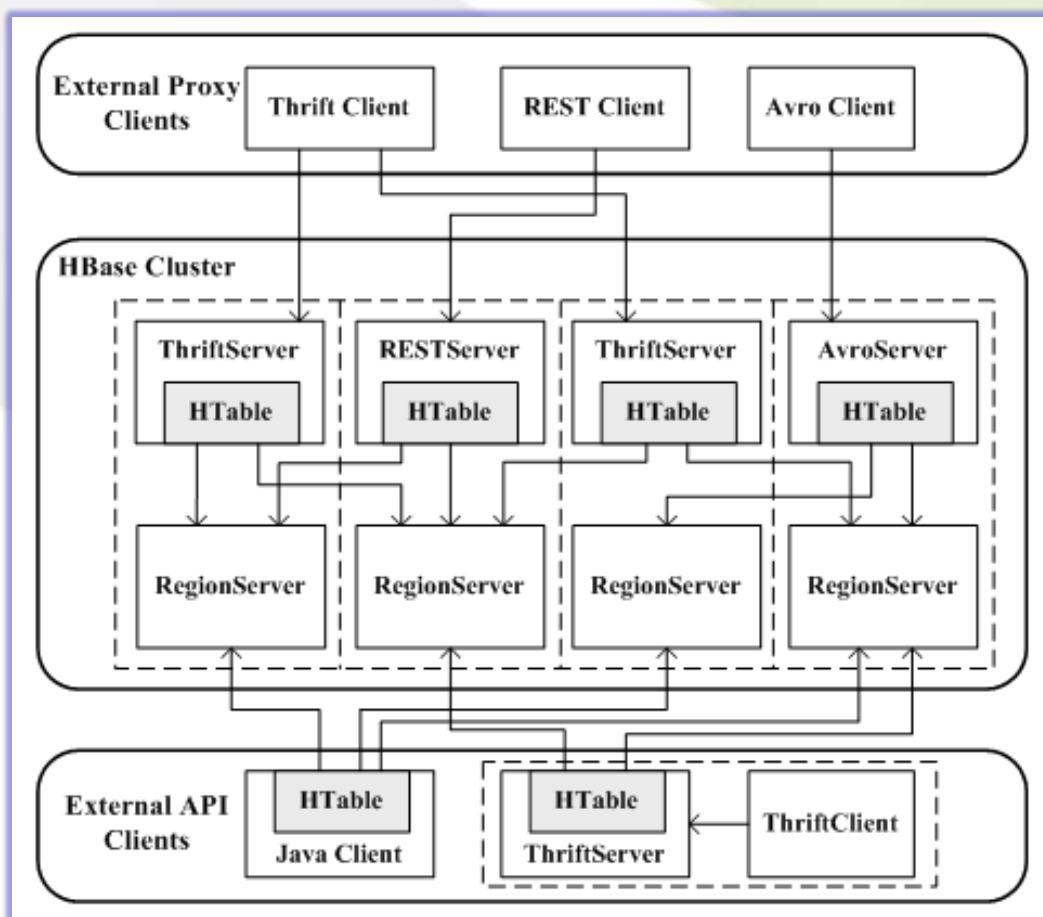 External Proxy
Clients
Thrift Client
REST Client
Avro Client
HBase Cluster
ThriftServer
RESTServer
ThriftServer
AvroServer
HTable
HTable
HTable
HTable
RegionServer
RegionServer
RegionServer
RegionServer
External API
Clients
HTable
Java Client
HTable
ThriftServer
ThriftClient